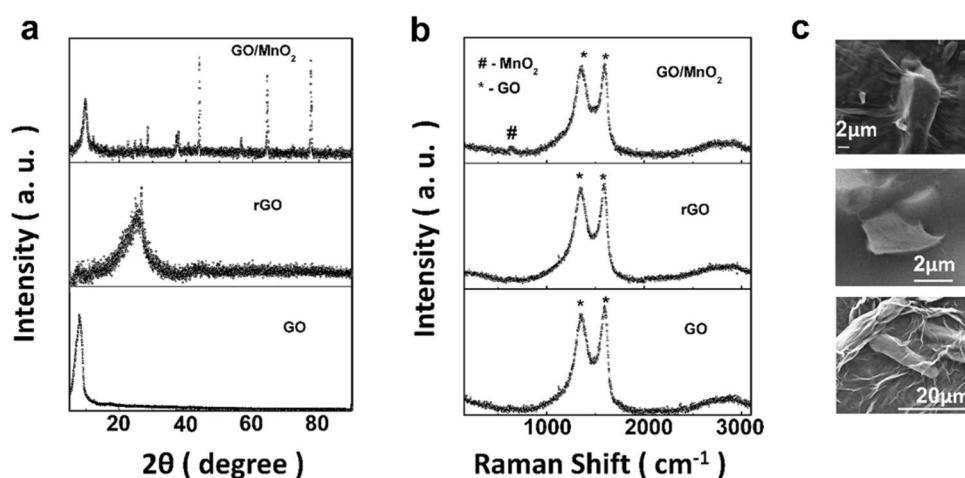 a
Intensity ( a. u. )
GO/MnO₂
rGO
GO
20 40 60 80
2θ ( degree )
b
Intensity ( a. u. )
# - MnO₂
* - GO
GO/MnO₂
* *
#
rGO
* *
GO
* *
1000 2000 3000
Raman Shift ( cm⁻¹ )
c
2μm
2μm
20μm